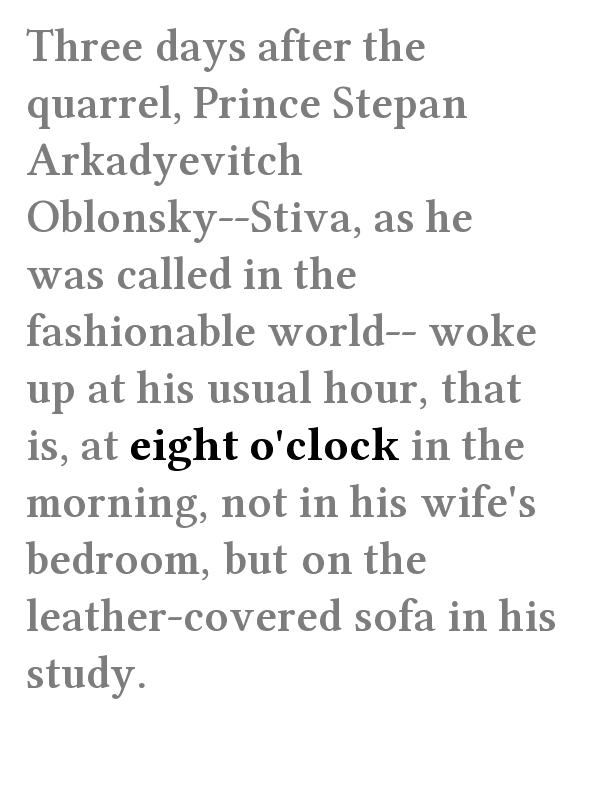 Three days after the
quarrel, Prince Stepan
Arkadyevitch
Oblonsky--Stiva, as he
was called in the
fashionable world-- woke
up at his usual hour, that
is, at eight o'clock in the
morning, not in his wife's
bedroom, but on the
leather-covered sofa in his
study.